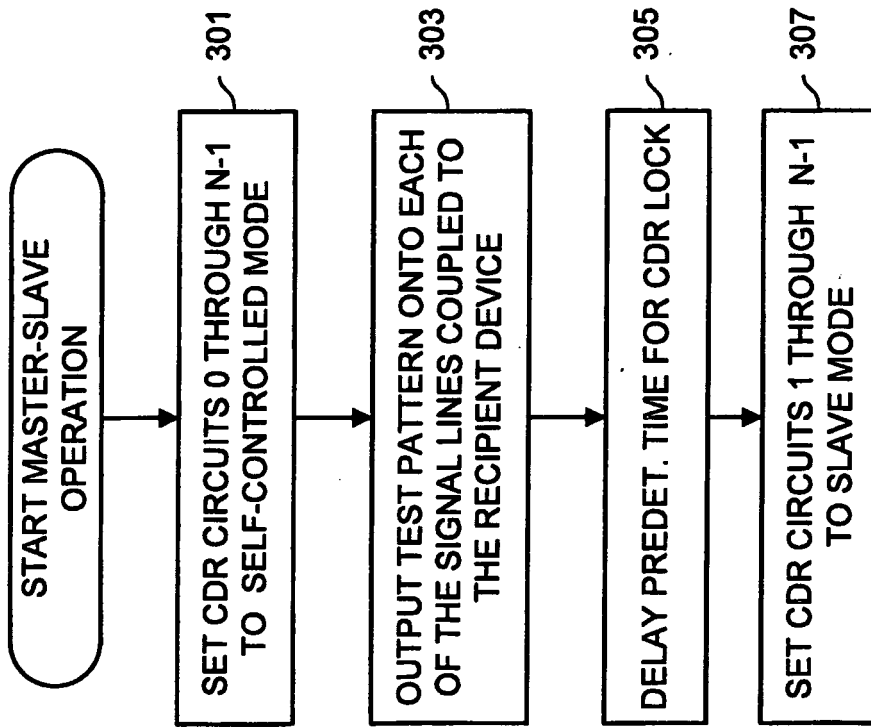 START MASTER-SLAVE
OPERATION
301
SET CDR CIRCUITS 0 THROUGH N-1
TO SELF-CONTROLLED MODE
303
OUTPUT TEST PATTERN ONTO EACH
OF THE SIGNAL LINES COUPLED TO
THE RECIPIENT DEVICE
305
DELAY PREDET. TIME FOR CDR LOCK
307
SET CDR CIRCUITS 1 THROUGH N-1
TO SLAVE MODE